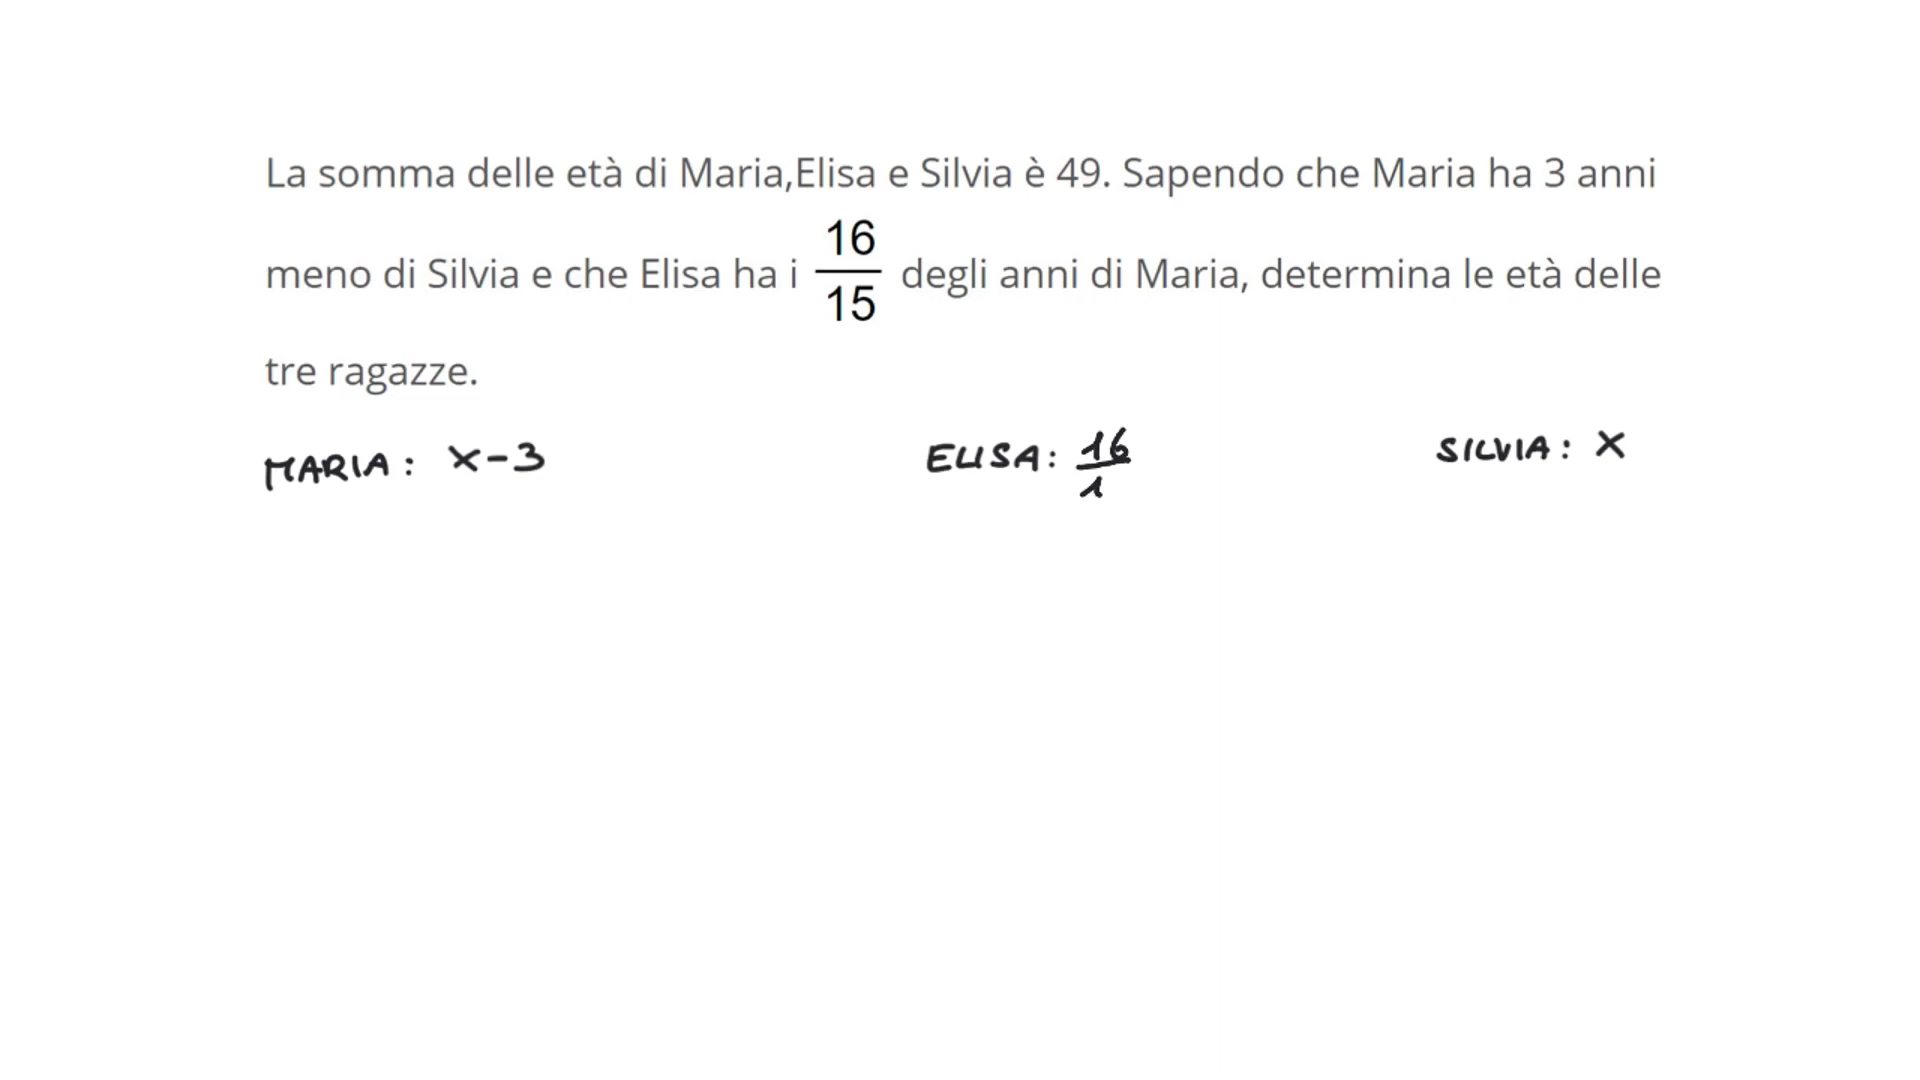 La somma delle età di Maria,Elisa e Silvia è 49. Sapendo che Maria ha 3 anni
meno di Silvia e che Elisa ha i 16/15 degli anni di Maria, determina le età delle
tre ragazze.
MARIA: x-3 ELISA: 16/1 SILVIA: x